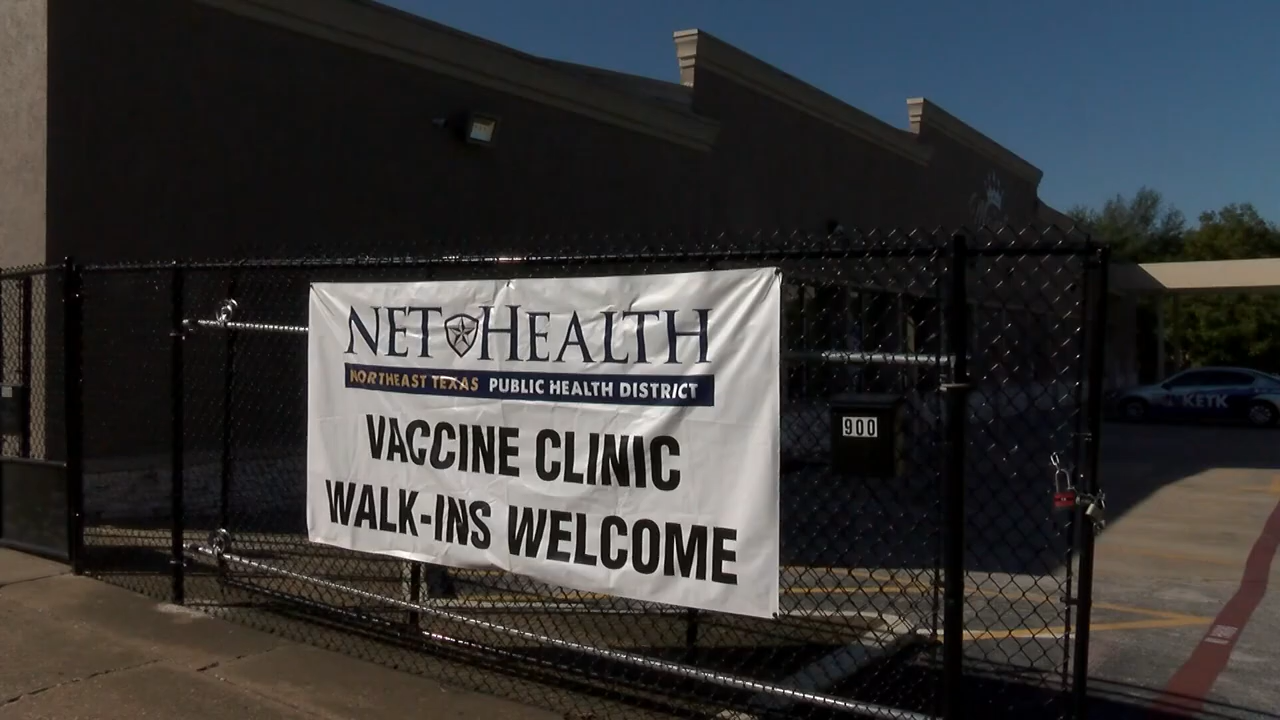 NET HEALTH
NORTHEAST TEXAS PUBLIC HEALTH DISTRICT
VACCINE CLINIC
WALK-INS WELCOME
900
KETK